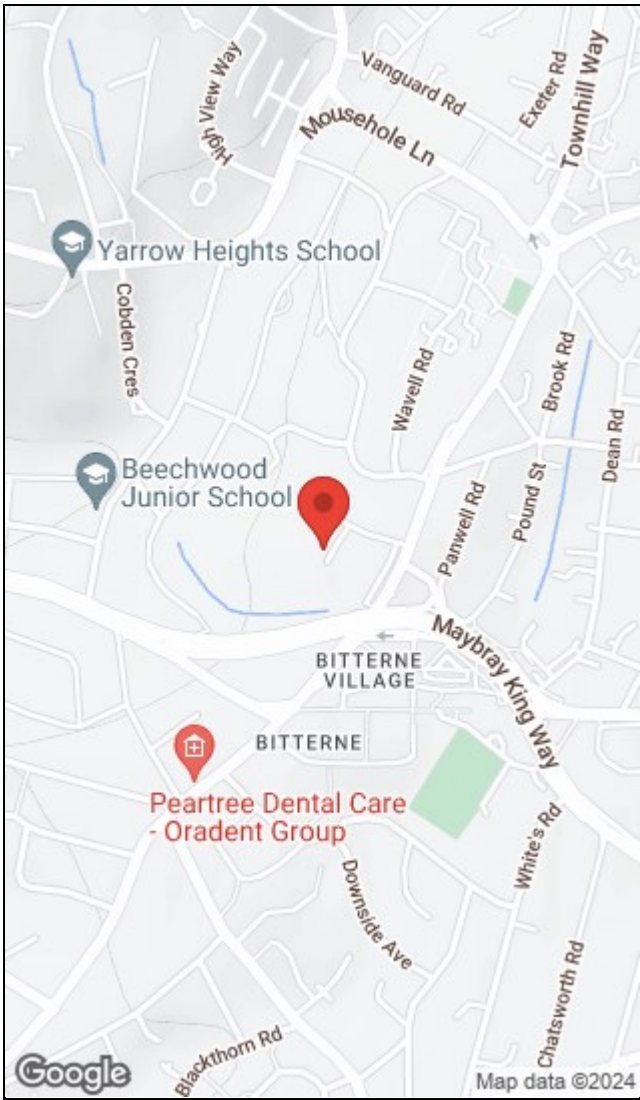 Vanguard Rd
Exeter Rd
Townhill Way
High View Way
Mousehole Ln
Yarrow Heights School
Cobden Cres
Wavell Rd
Brook Rd
Dean Rd
Beechwood
Junior School
Panwell Rd
Pound St
Maybray King Way
BITTERNE
VILLAGE
BITTERNE
Peartree Dental Care
- Oradent Group
White's Rd
Downside Ave
Chatsworth Rd
Blackthorn Rd
Google
Map data ©2024